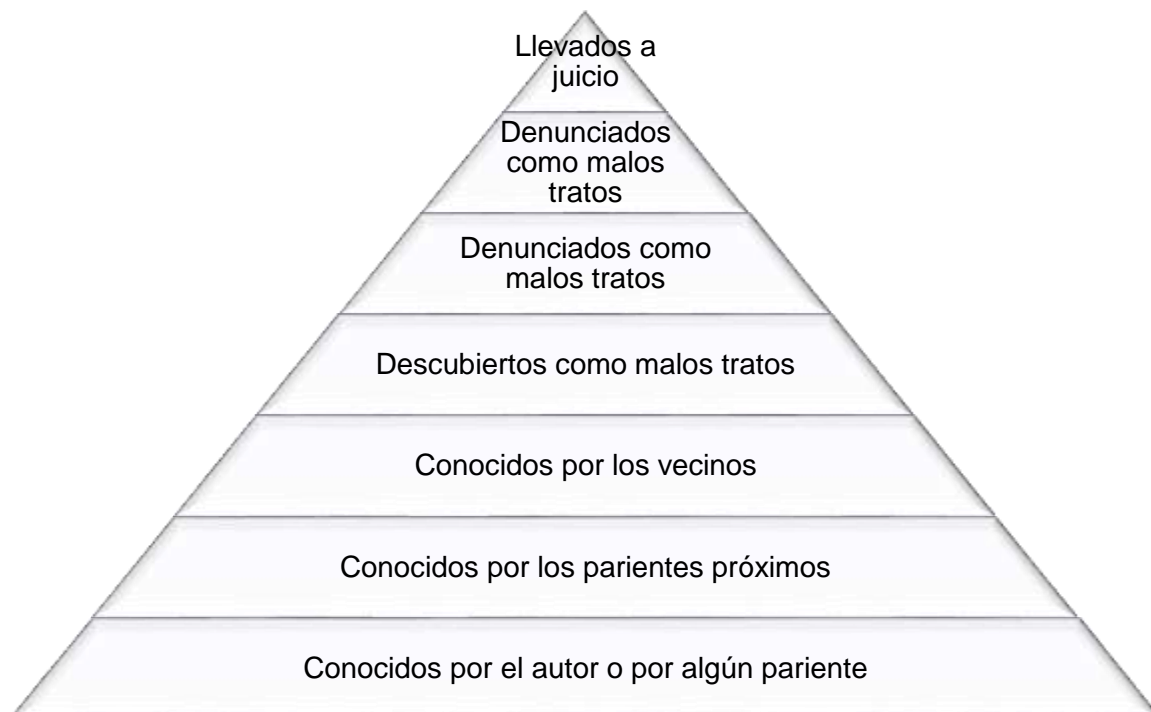 Llevados a
juicio
Denunciados
como malos
tratos
Denunciados como
malos tratos
Descubiertos como malos tratos
Conocidos por los vecinos
Conocidos por los parientes próximos
Conocidos por el autor o por algún pariente